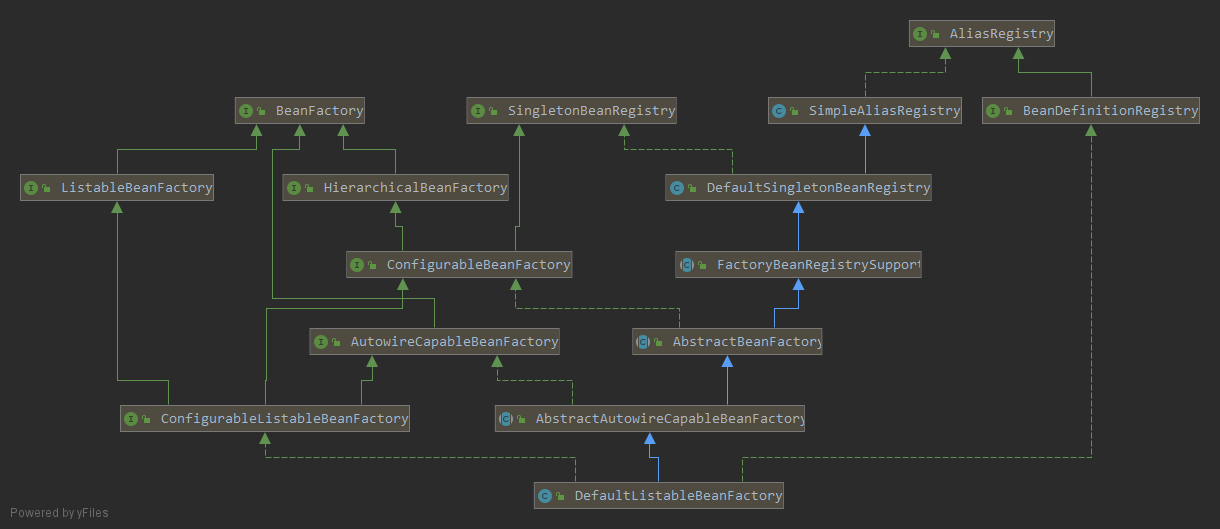 AliasRegistry
BeanFactory
SingletonBeanRegistry
SimpleAliasRegistry
BeanDefinitionRegistry
ListableBeanFactory
HierarchicalBeanFactory
DefaultSingletonBeanRegistry
ConfigurableBeanFactory
FactoryBeanRegistrySupport
AutowireCapableBeanFactory
AbstractBeanFactory
ConfigurableListableBeanFactory
AbstractAutowireCapableBeanFactory
DefaultListableBeanFactory
Powered by yFiles